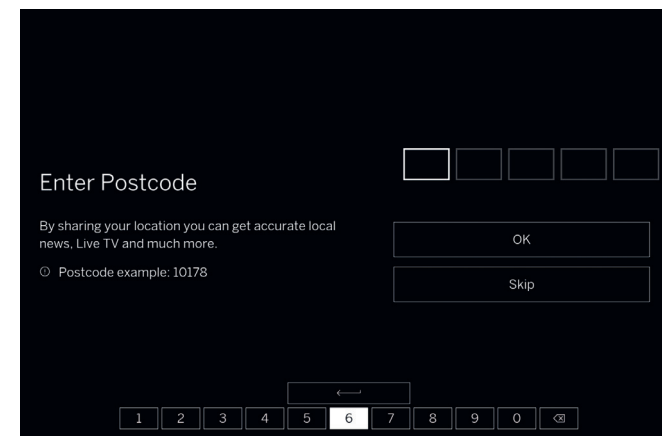 Enter Postcode
By sharing your location you can get accurate local
news, Live TV and much more.
Postcode example: 10178
OK
Skip
1 2 3 4 5 6 7 8 9 0